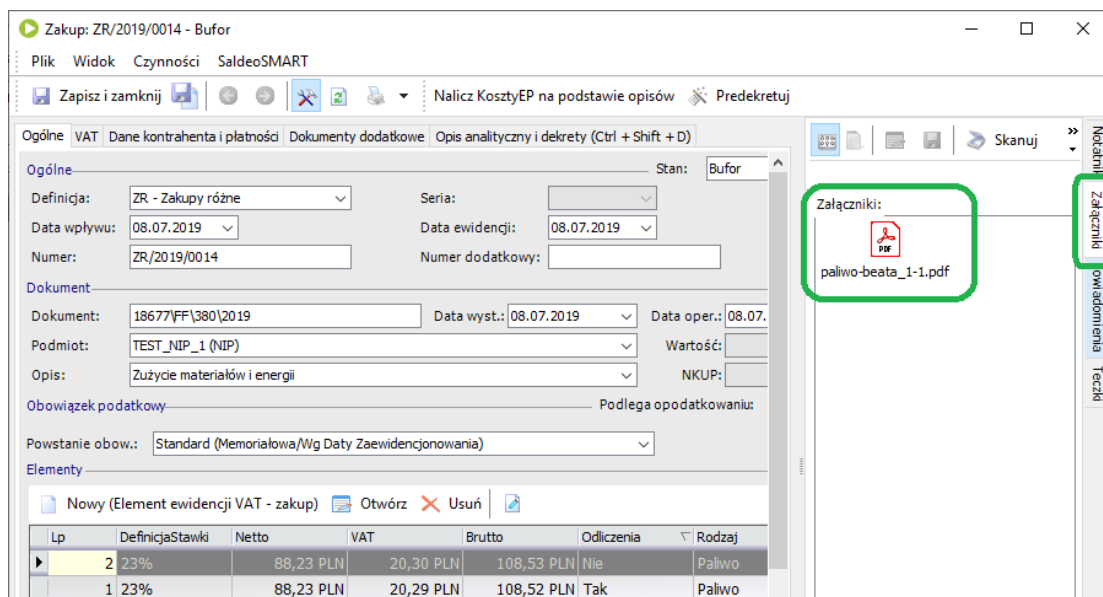 Zakup: ZR/2019/0014 - Bufor
Plik Widok Czynności SaldeoSMART
Zapisz i zamknij Nalicz KosztyEP na podstawie opisów Predekretuj
Ogólne VAT Dane kontrahenta i płatności Dokumenty dodatkowe Opis analityczny i dekrety (Ctrl + Shift + D)
Ogólne Stan: Bufor
Definicja: ZR - Zakupy różne Seria:
Data wpływu: 08.07.2019 Data ewidencji: 08.07.2019
Numer: ZR/2019/0014 Numer dodatkowy:
Dokument
Dokument: 18677\FF\380\2019 Data wyst.: 08.07.2019 Data oper.: 08.07.
Podmiot: TEST_NIP_1 (NIP) Wartość:
Opis: Zużycie materiałów i energii NKUP:
Obowiązek podatkowy Podlega opodatkowaniu:
Powstanie obow.: Standard (Memoriałowa/Wg Daty Zaewidencjonowania)
Elementy
Nowy (Element ewidencji VAT - zakup) Otwórz Usuń
Lp DefinicjaStawki Netto VAT Brutto Odliczenia Rodzaj
2 23% 88,23 PLN 20,30 PLN 108,53 PLN Nie Paliwo
1 23% 88,23 PLN 20,29 PLN 108,52 PLN Tak Paliwo
Skanuj
Załączniki:
PDF
paliwo-beata_1-1.pdf
Notatnik
Załączniki
owiadomienia
Teczki